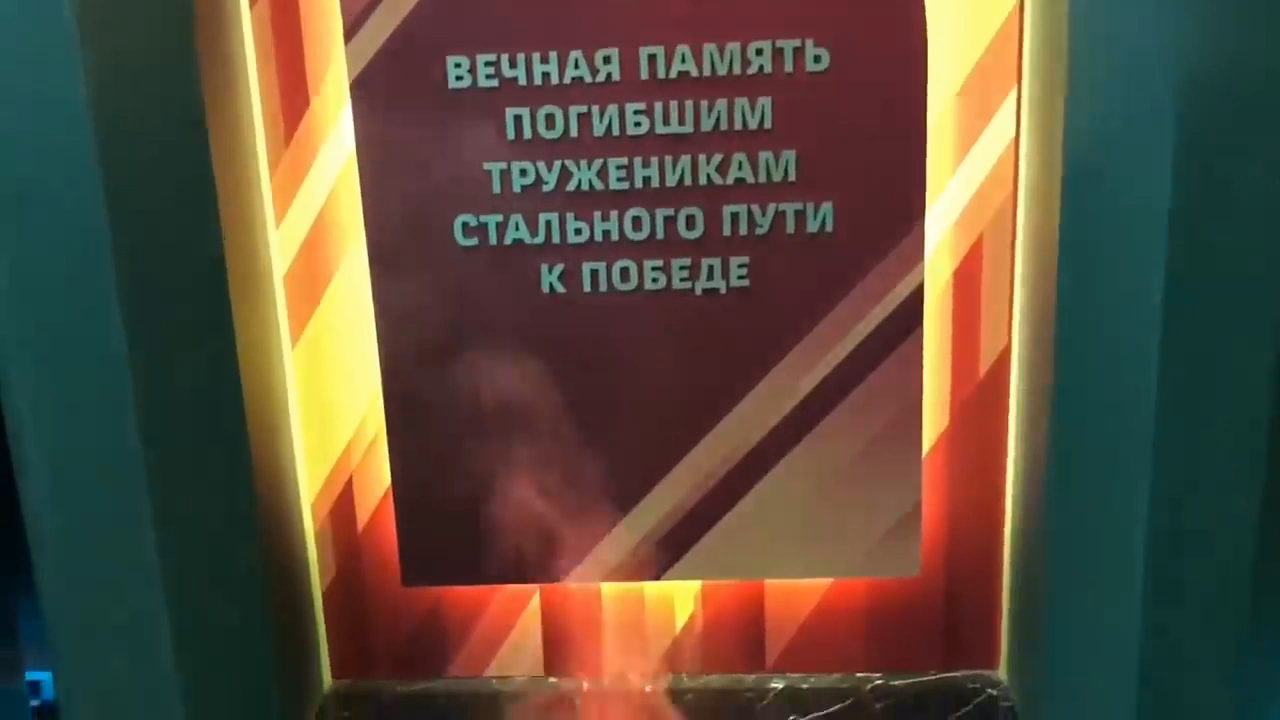 ВЕЧНАЯ ПАМЯТЬ
ПОГИБШИМ
ТРУЖЕНИКАМ
СТАЛЬНОГО ПУТИ
К ПОБЕДЕ